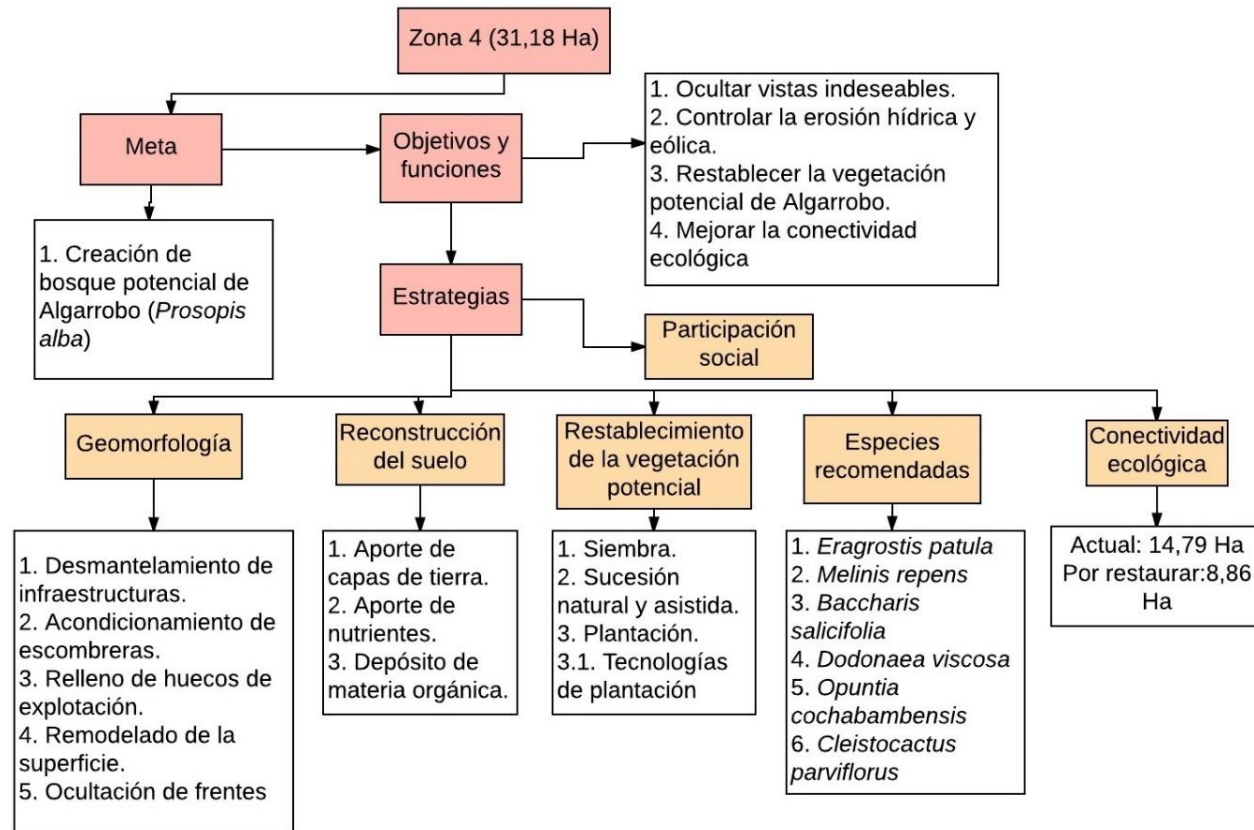 Zona 4 (31,18 Ha)
Meta
Objetivos y
funciones
1. Ocultar vistas indeseables.
2. Controlar la erosión hídrica y
eólica.
3. Restablecer la vegetación
potencial de Algarrobo.
4. Mejorar la conectividad
ecológica
1. Creación de
bosque potencial de
Algarrobo (Prosopis
alba)
Estrategias
Participación
social
Geomorfología
Reconstrucción
del suelo
Restablecimiento
de la vegetación
potencial
Especies
recomendadas
Conectividad
ecológica
1. Desmantelamiento de
infraestructuras.
2. Acondicionamiento de
escombreras.
3. Relleno de huecos de
explotación.
4. Remodelado de la
superficie.
5. Ocultación de frentes
1. Aporte de
capas de tierra.
2. Aporte de
nutrientes.
3. Depósito de
materia orgánica.
1. Siembra.
2. Sucesión
natural y asistida.
3. Plantación.
3.1. Tecnologías
de plantación
1. Eragrostis patula
2. Melinis repens
3. Baccharis
salicifolia
4. Dodonaea viscosa
5. Opuntia
cochabambensis
6. Cleistocactus
parviflorus
Actual: 14,79 Ha
Por restaurar:8,86
Ha